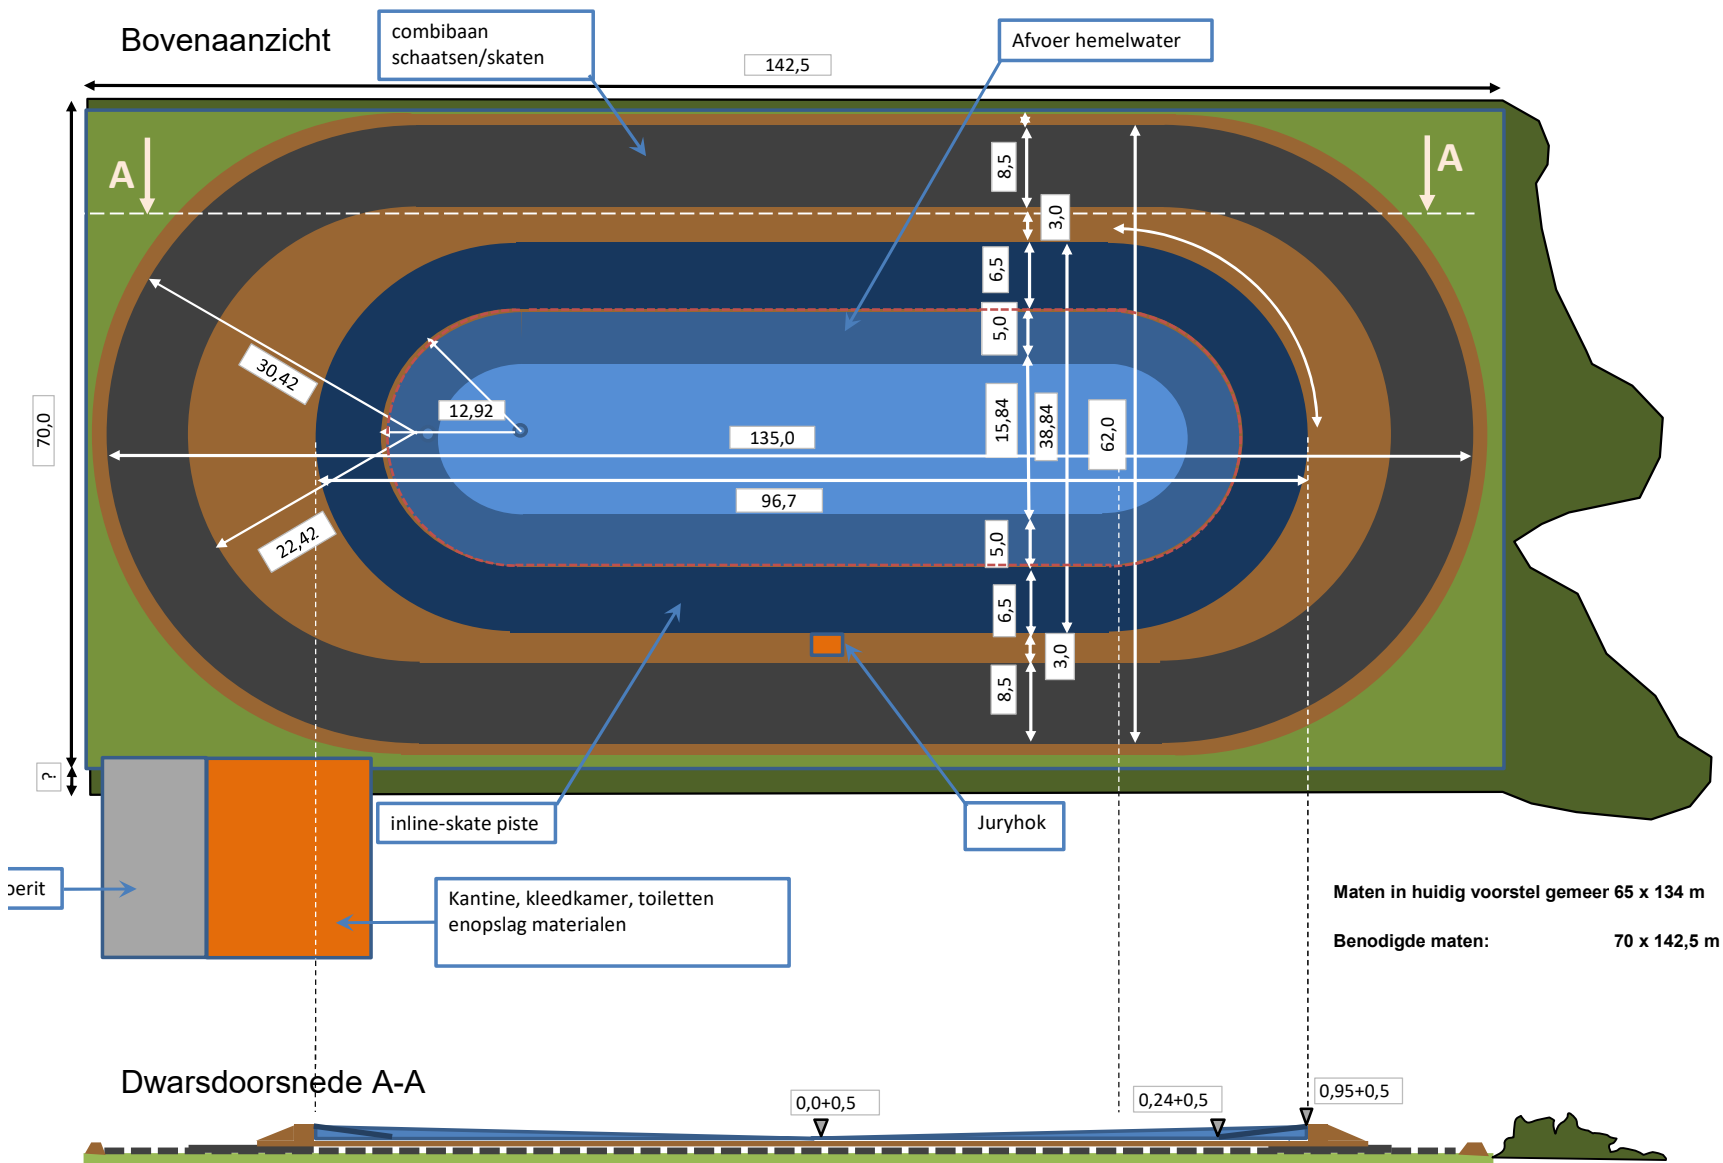 Bovenaanzicht
combibaan
schaatsen/skaten
Afvoer hemelwater
142,5
A
A
8,5
3,0
6,5
5,0
30,42
12,92
15,84
38,84
62,0
70,0
135,0
96,7
22,42
5,0
6,5
3,0
8,5
?
inline-skate piste
Juryhok
oerit
Kantine, kleedkamer, toiletten
enopslag materialen
Maten in huidig voorstel gemeer 65 x 134 m
Benodigde maten: 70 x 142,5 m
Dwarsdoorsnede A-A
0,0+0,5
0,24+0,5
0,95+0,5